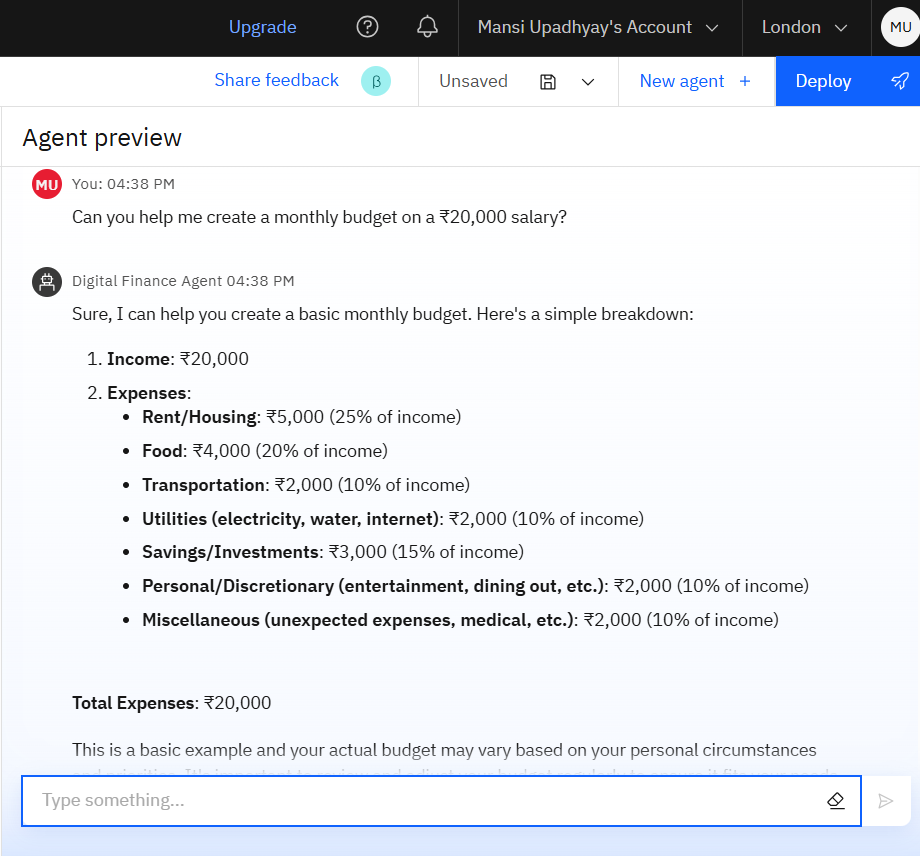 Upgrade
Mansi Upadhyay's Account
London
MU
Share feedback
β
Unsaved
New agent +
Deploy
Agent preview
MU
You: 04:38 PM
Can you help me create a monthly budget on a ₹20,000 salary?
Digital Finance Agent 04:38 PM
Sure, I can help you create a basic monthly budget. Here's a simple breakdown:
1. Income: ₹20,000
2. Expenses:
• Rent/Housing: ₹5,000 (25% of income)
• Food: ₹4,000 (20% of income)
• Transportation: ₹2,000 (10% of income)
• Utilities (electricity, water, internet): ₹2,000 (10% of income)
• Savings/Investments: ₹3,000 (15% of income)
• Personal/Discretionary (entertainment, dining out, etc.): ₹2,000 (10% of income)
• Miscellaneous (unexpected expenses, medical, etc.): ₹2,000 (10% of income)
Total Expenses: ₹20,000
This is a basic example and your actual budget may vary based on your personal circumstances
Type something...